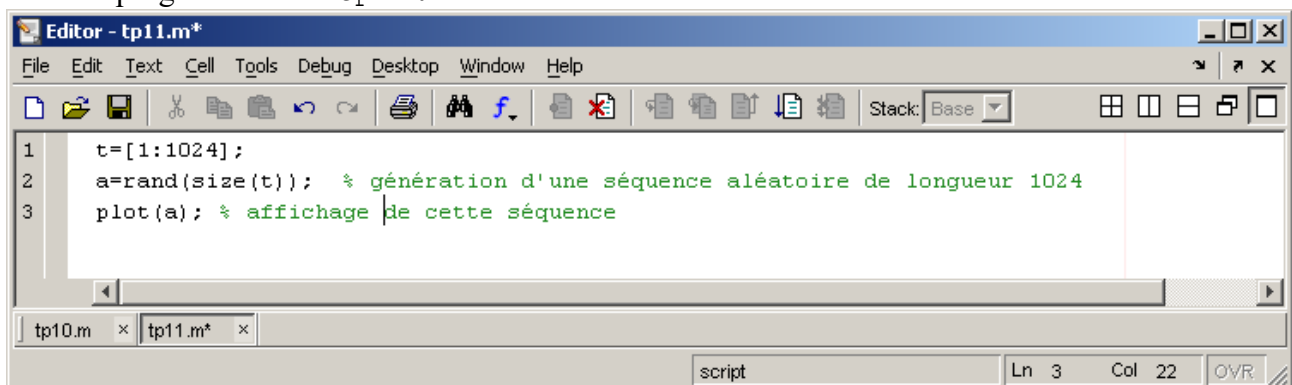 Editor - tp11.m*
File Edit Text Cell Tools Debug Desktop Window Help
Stack: Base
1 t=[1:1024];
2 a=rand(size(t)); % génération d'une séquence aléatoire de longueur 1024
3 plot(a); % affichage de cette séquence
tp10.m × tp11.m* ×
script Ln 3 Col 22 OVR